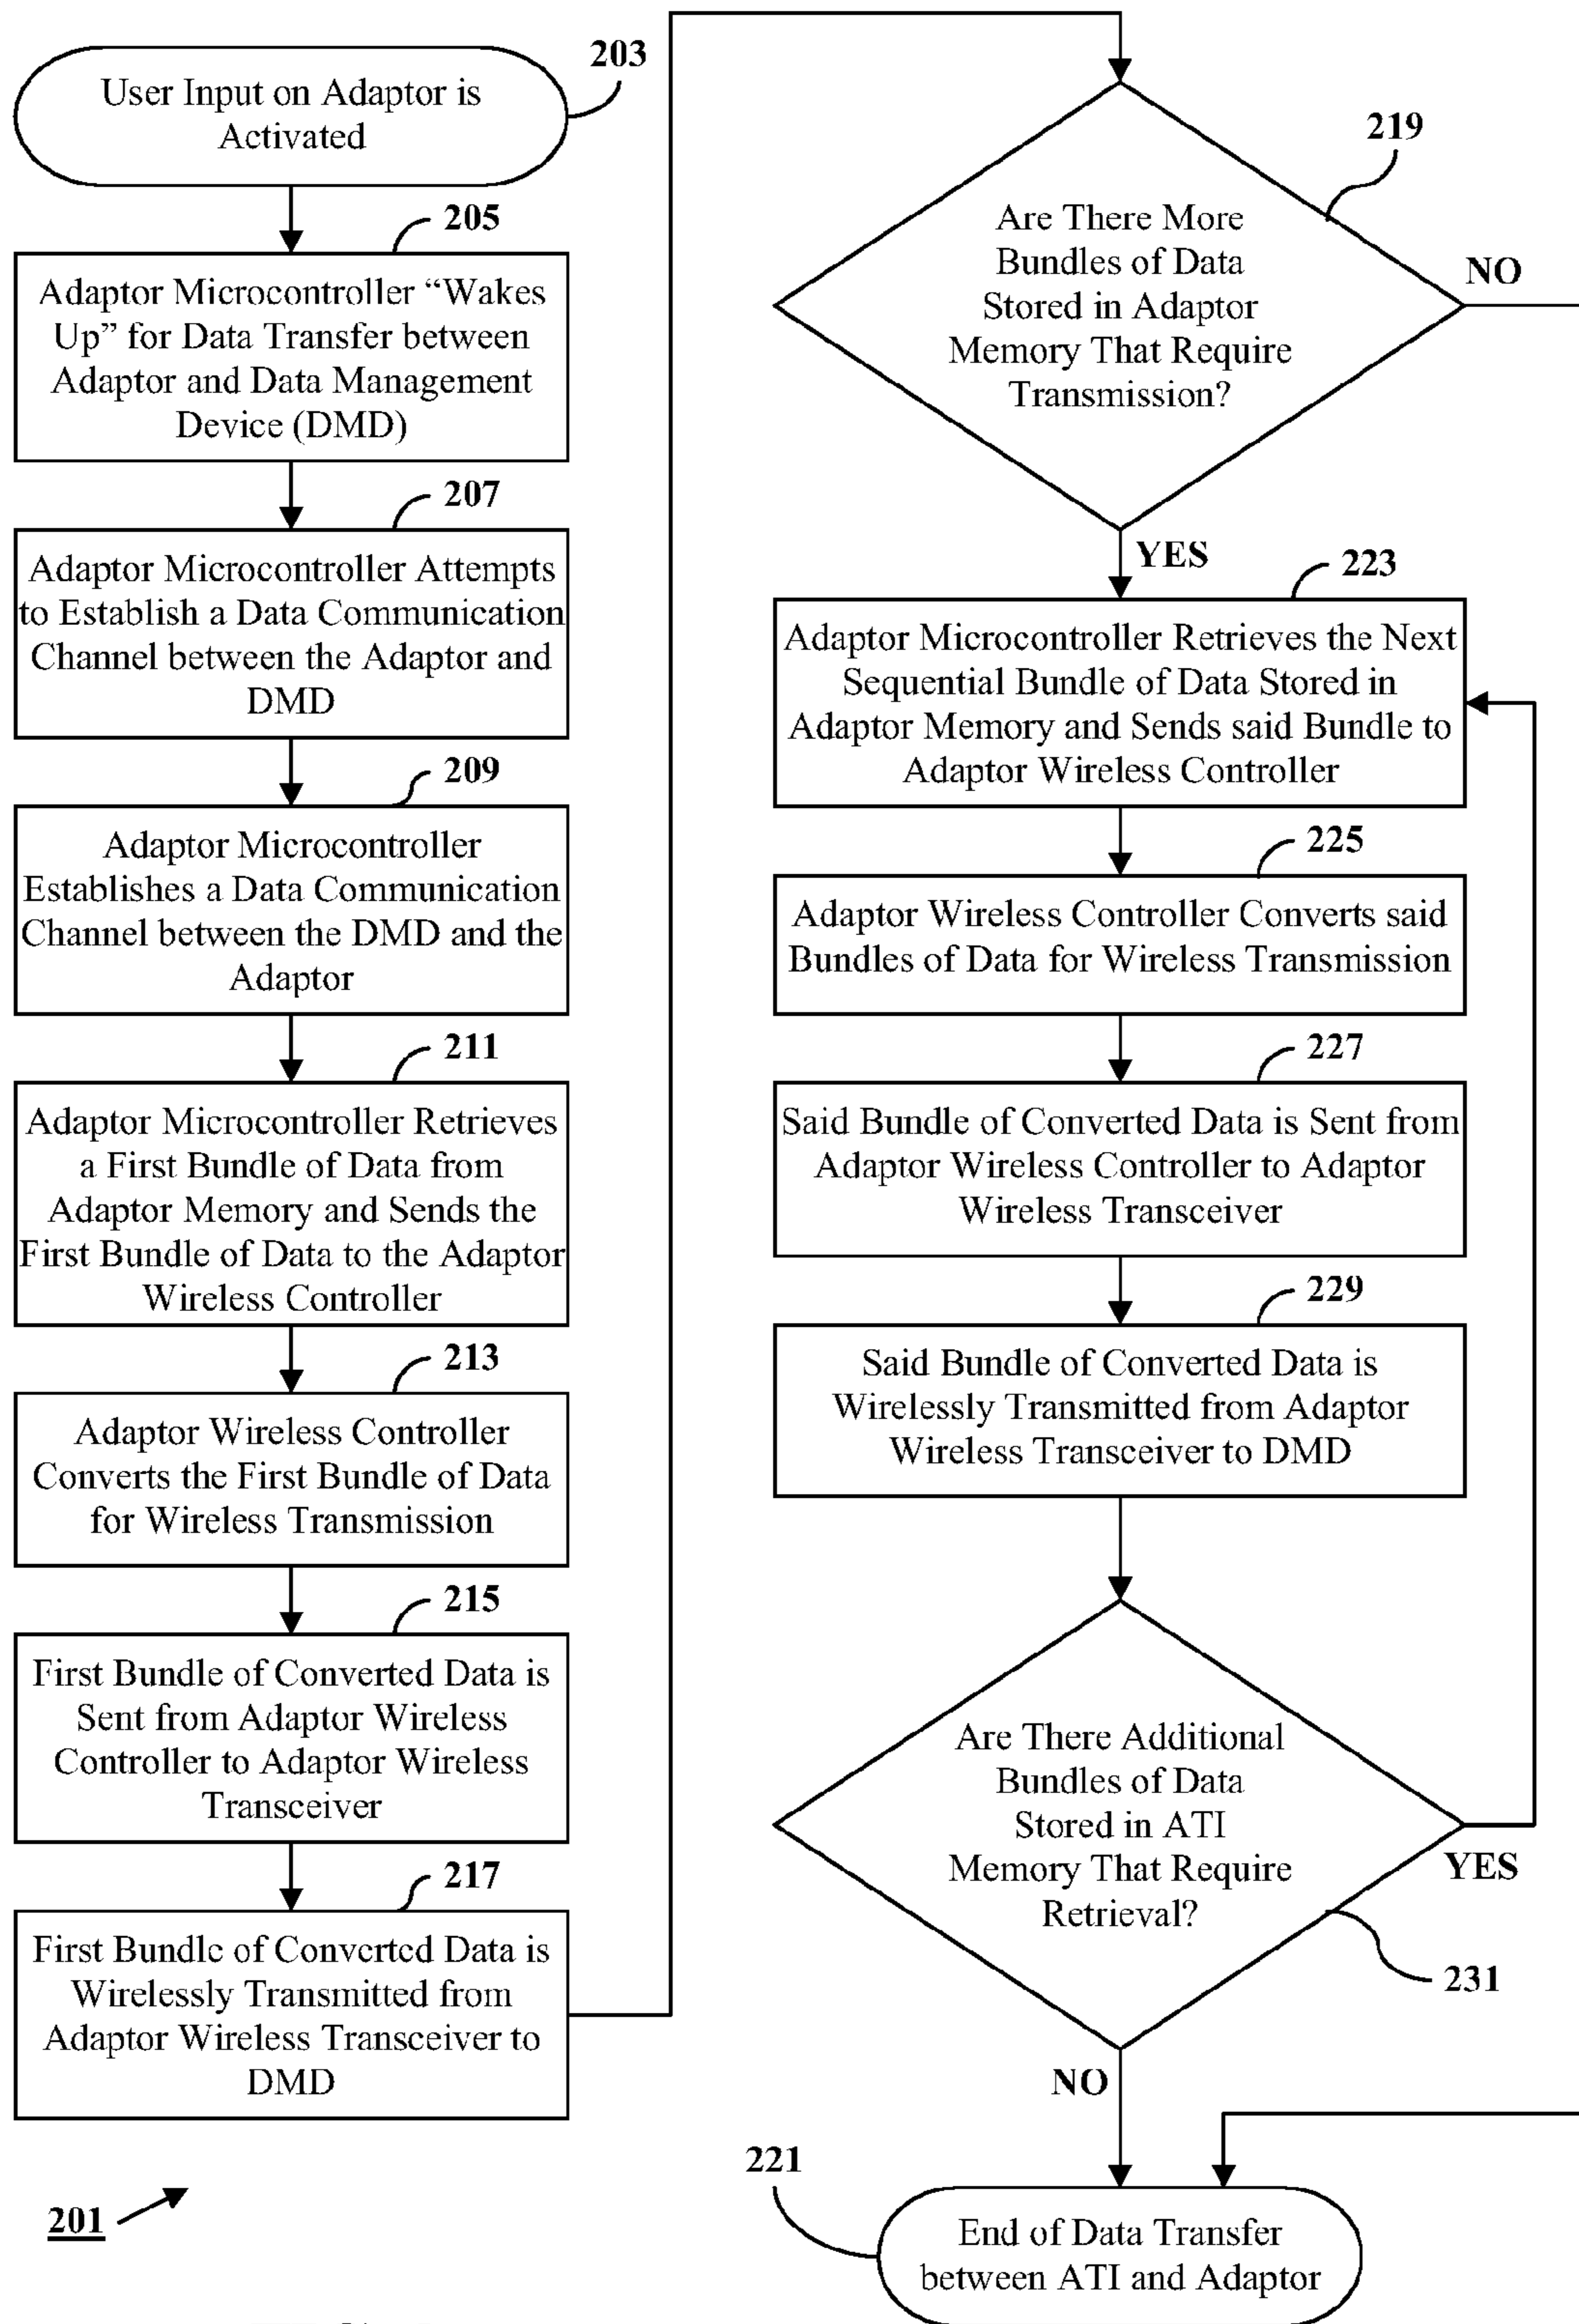 203
User Input on Adaptor is
Activated
205
Adaptor Microcontroller “Wakes
Up” for Data Transfer between
Adaptor and Data Management
Device (DMD)
207
Adaptor Microcontroller Attempts
to Establish a Data Communication
Channel between the Adaptor and
DMD
209
Adaptor Microcontroller
Establishes a Data Communication
Channel between the DMD and the
Adaptor
211
Adaptor Microcontroller Retrieves
a First Bundle of Data from
Adaptor Memory and Sends the
First Bundle of Data to the Adaptor
Wireless Controller
213
Adaptor Wireless Controller
Converts the First Bundle of Data
for Wireless Transmission
215
First Bundle of Converted Data is
Sent from Adaptor Wireless
Controller to Adaptor Wireless
Transceiver
217
First Bundle of Converted Data is
Wirelessly Transmitted from
Adaptor Wireless Transceiver to
DMD
201
219
Are There More
Bundles of Data
Stored in Adaptor
Memory That Require
Transmission?
NO
YES
223
Adaptor Microcontroller Retrieves the Next
Sequential Bundle of Data Stored in
Adaptor Memory and Sends said Bundle to
Adaptor Wireless Controller
225
Adaptor Wireless Controller Converts said
Bundles of Data for Wireless Transmission
227
Said Bundle of Converted Data is Sent from
Adaptor Wireless Controller to Adaptor
Wireless Transceiver
229
Said Bundle of Converted Data is
Wirelessly Transmitted from Adaptor
Wireless Transceiver to DMD
Are There Additional
Bundles of Data
Stored in ATI
Memory That Require
Retrieval?
YES
231
NO
221
End of Data Transfer
between ATI and Adaptor